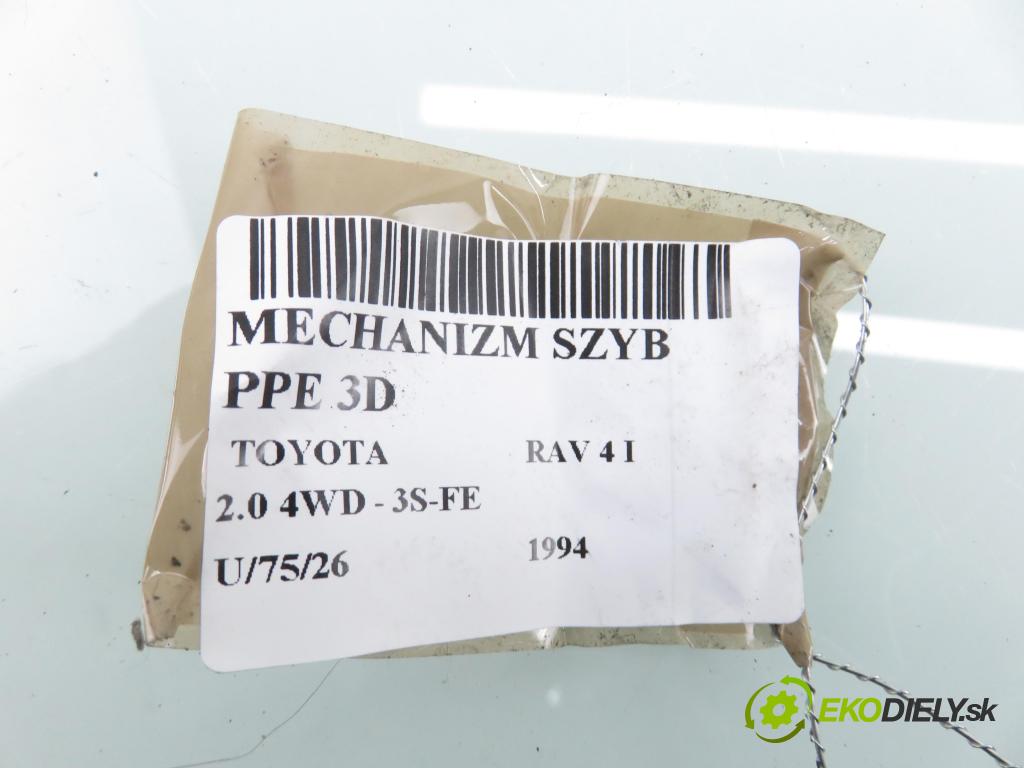 MECHANIZM SZYB
PPE 3D
TOYOTA RAV 4 I
2.0 4WD - 3S-FE
U/75/26 1994
EKODIELY.sk